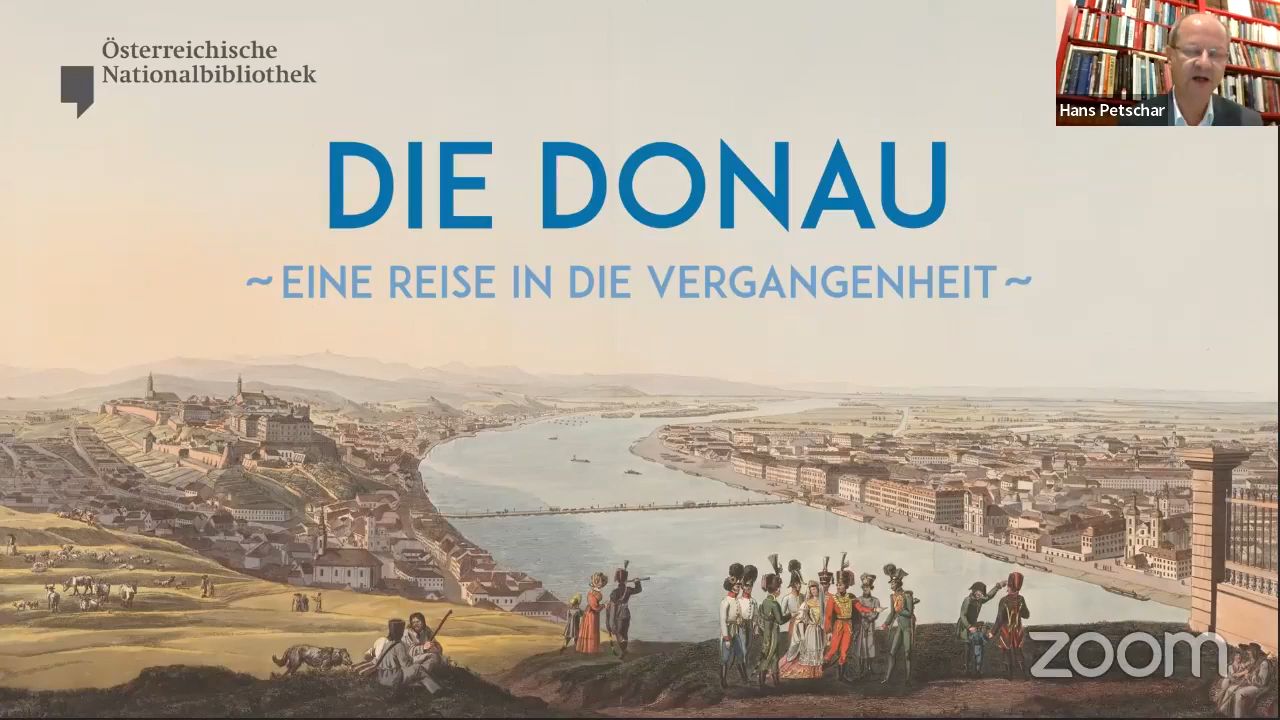 Österreichische
Nationalbibliothek
Hans Petschar
DIE DONAU
~EINE REISE IN DIE VERGANGENHEIT~
zoom